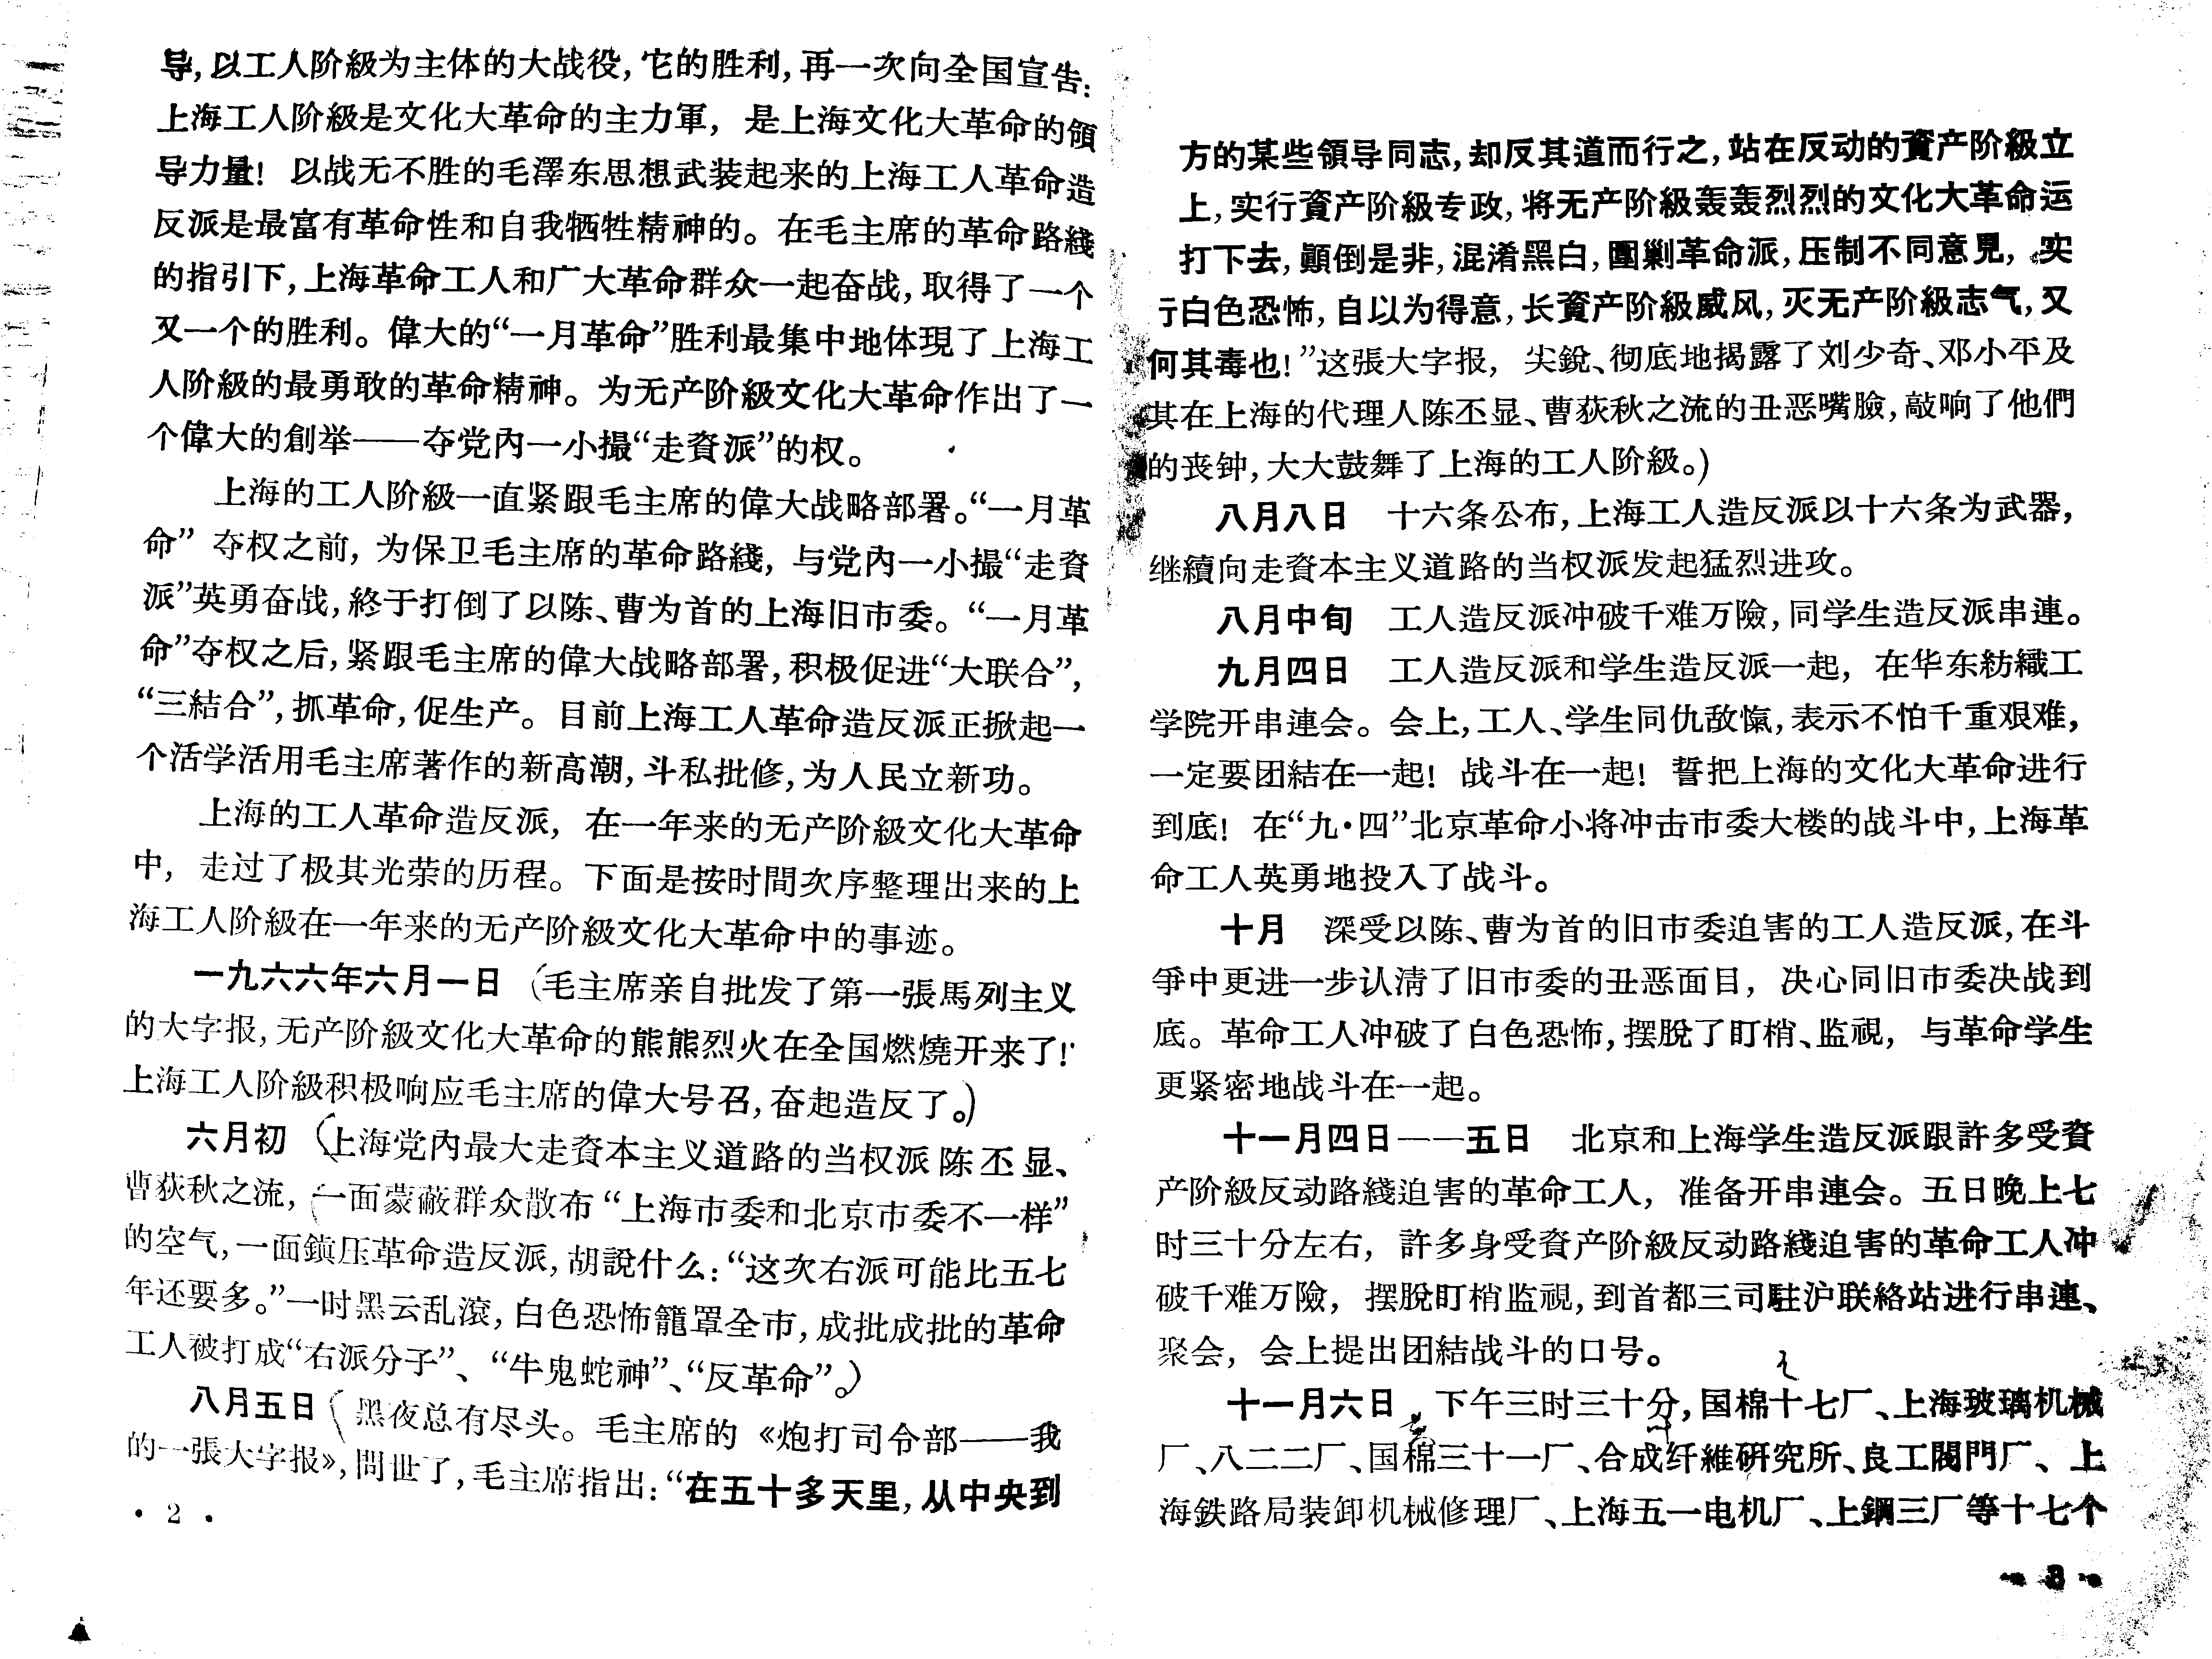 导，以工人阶級为主体的大战役，它的胜利，再一次向全国宣告：
上海工人阶級是文化大革命的主力軍，是上海文化大革命的領
导力量！以战无不胜的毛澤东思想武装起来的上海工人革命造
反派是最富有革命性和自我牺牲精神的。在毛主席的革命路綫
的指引下，上海革命工人和广大革命群众一起奋战，取得了一个
又一个的胜利。偉大的“一月革命”胜利最集中地体現了上海工
人阶級的最勇敢的革命精神。为无产阶級文化大革命作出了一
个偉大的創举——夺党內一小撮“走資派”的权。
上海的工人阶級一直紧跟毛主席的偉大战略部署。“一月革
命”夺权之前，为保卫毛主席的革命路綫，与党內一小撮“走資
派”英勇奋战，終于打倒了以陈、曹为首的上海旧市委。“一月革
命”夺权之后，紧跟毛主席的偉大战略部署，积极促进“大联合”，
“三結合”，抓革命，促生产。目前上海工人革命造反派正掀起一
个活学活用毛主席著作的新高潮，斗私批修，为人民立新功。
上海的工人革命造反派，在一年来的无产阶級文化大革命
中，走过了极其光荣的历程。下面是按时間次序整理出来的上
海工人阶級在一年来的无产阶級文化大革命中的事迹。
一九六六年六月一日（毛主席亲自批发了第一張馬列主义
的大字报，无产阶級文化大革命的熊熊烈火在全国燃燒开来了！
上海工人阶級积极响应毛主席的偉大号召，奋起造反了。）
六月初（上海党內最大走資本主义道路的当权派陈丕显、
曹荻秋之流，一面蒙蔽群众散布“上海市委和北京市委不一样”
的空气，一面鎮压革命造反派，胡說什么：“这次右派可能比五七
年还要多。”一时黑云乱滾，白色恐怖籠罩全市，成批成批的革命
工人被打成“右派分子”、“牛鬼蛇神”、“反革命”。）
八月五日（黑夜总有尽头。毛主席的《炮打司令部——我
的一張大字报》，問世了，毛主席指出：“在五十多天里，从中央到
· 2 ·
方的某些領导同志，却反其道而行之，站在反动的資产阶級立
上，实行資产阶級专政，将无产阶級轰轰烈烈的文化大革命运
打下去，顚倒是非，混淆黑白，圍剿革命派，压制不同意見，实
行白色恐怖，自以为得意，长資产阶級威风，灭无产阶級志气，又
何其毒也！”这張大字报，尖銳、彻底地揭露了刘少奇、邓小平及
其在上海的代理人陈丕显、曹荻秋之流的丑恶嘴臉，敲响了他們
的丧钟，大大鼓舞了上海的工人阶級。）
八月八日　十六条公布，上海工人造反派以十六条为武器，
继續向走資本主义道路的当权派发起猛烈进攻。
八月中旬　工人造反派冲破千难万險，同学生造反派串連。
九月四日　工人造反派和学生造反派一起，在华东紡織工
学院开串連会。会上，工人、学生同仇敌愾，表示不怕千重艰难，
一定要团結在一起！战斗在一起！誓把上海的文化大革命进行
到底！在“九·四”北京革命小将冲击市委大楼的战斗中，上海革
命工人英勇地投入了战斗。
十月　深受以陈、曹为首的旧市委迫害的工人造反派，在斗
爭中更进一步认清了旧市委的丑恶面目，决心同旧市委决战到
底。革命工人冲破了白色恐怖，摆脫了盯梢、监視，与革命学生
更紧密地战斗在一起。
十一月四日——五日　北京和上海学生造反派跟許多受資
产阶級反动路綫迫害的革命工人，准备开串連会。五日晚上七
时三十分左右，許多身受資产阶級反动路綫迫害的革命工人冲
破千难万險，摆脫盯梢监視，到首都三司駐沪联絡站进行串連、
聚会，会上提出团結战斗的口号。
十一月六日　下午三时三十分，国棉十七厂、上海玻璃机械
厂、八二二厂、国棉三十一厂、合成纤維研究所、良工閥門厂、上
海鉄路局装卸机械修理厂、上海五一电机厂、上鋼三厂等十七个
· 3 ·